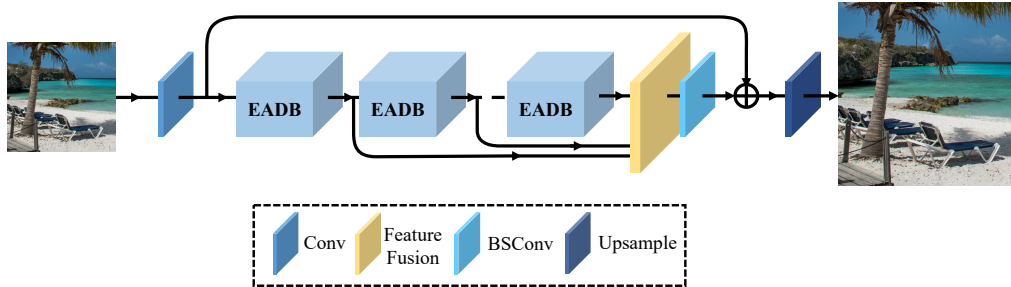 EADB
EADB
EADB
Conv
Feature
Fusion
BSConv
Upsample